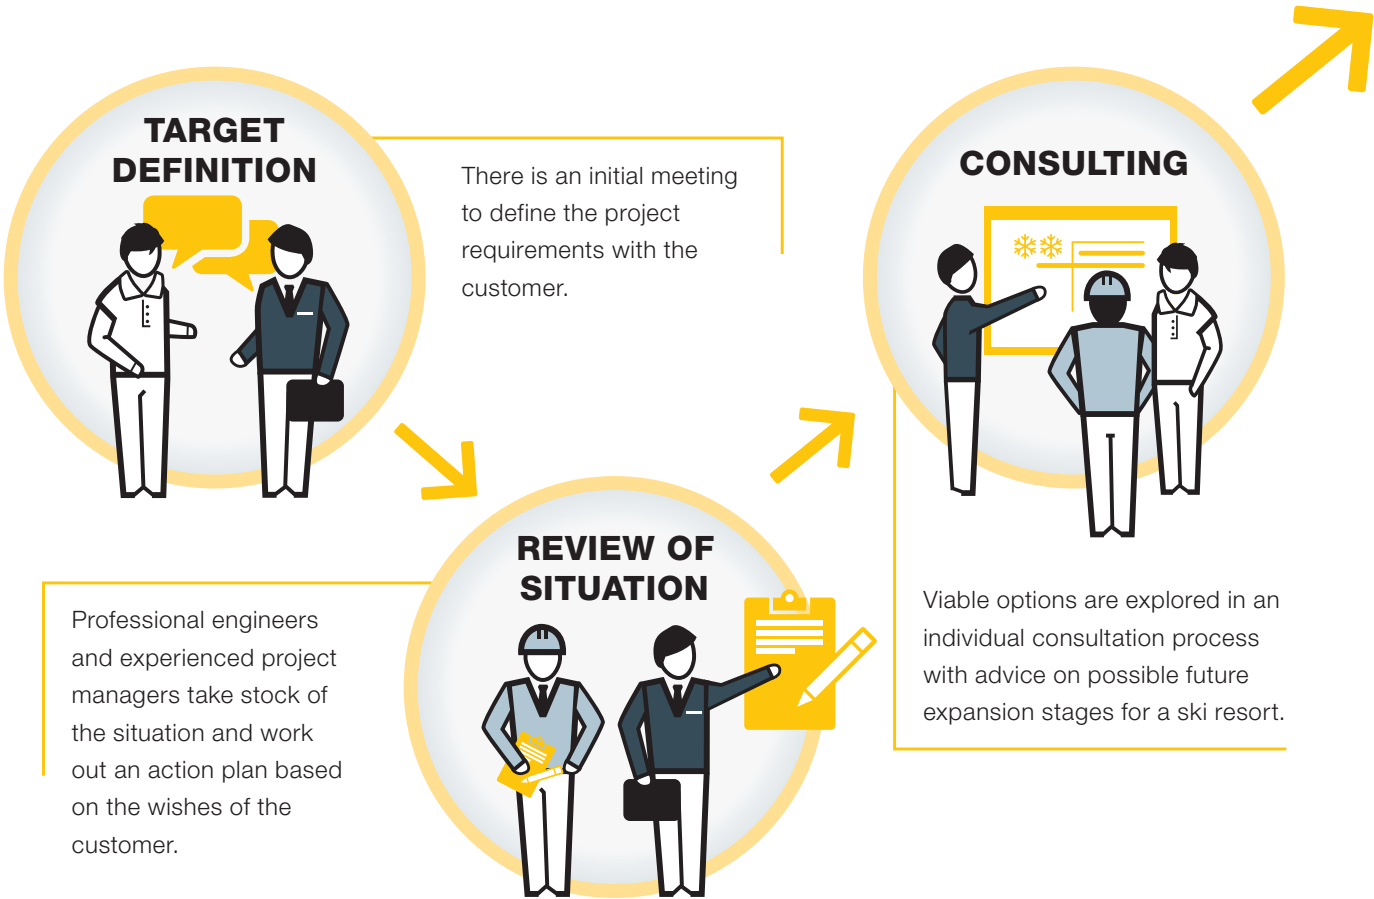 TARGET
DEFINITION
There is an initial meeting
to define the project
requirements with the
customer.
REVIEW OF
SITUATION
Professional engineers
and experienced project
managers take stock of
the situation and work
out an action plan based
on the wishes of the
customer.
CONSULTING
Viable options are explored in an
individual consultation process
with advice on possible future
expansion stages for a ski resort.